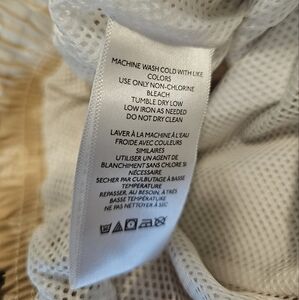 MACHINE WASH COLD WITH LIKE
COLORS
USE ONLY NON-CHLORINE
BLEACH
TUMBLE DRY LOW
LOW IRON AS NEEDED
DO NOT DRY CLEAN
LAVER À LA MACHINE À L'EAU
FROIDE AVEC COULEURS
SIMILAIRES
UTILISER UN AGENT DE
BLANCHIMENT SANS CHLORE SI
NÉCESSAIRE
SECHER PAR CULBUTAGE À BASSE
TEMPÉRATURE
REPASSER, AU BESOIN, À TRÈS
BASSE TEMPÉRATURE
NE PAS NETTOYER À SEC